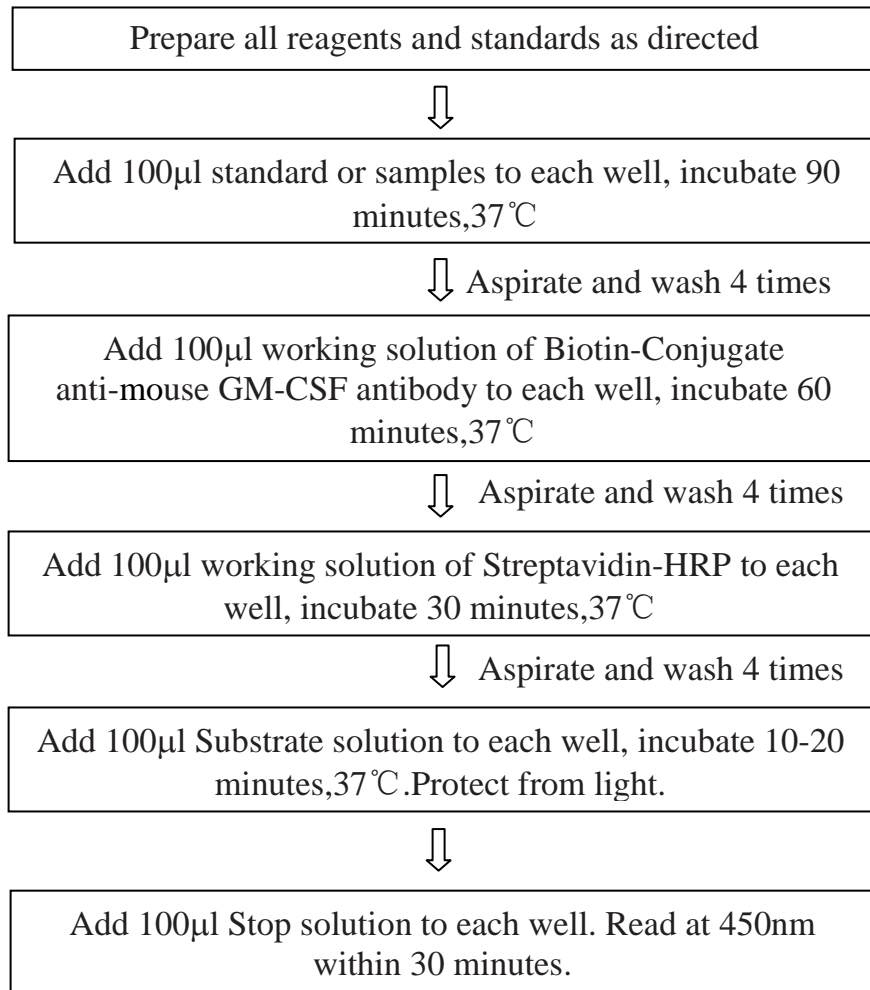 Prepare all reagents and standards as directed
Add 100μl standard or samples to each well, incubate 90
minutes,37℃
Aspirate and wash 4 times
Add 100μl working solution of Biotin-Conjugate
anti-mouse GM-CSF antibody to each well, incubate 60
minutes,37℃
Aspirate and wash 4 times
Add 100μl working solution of Streptavidin-HRP to each
well, incubate 30 minutes,37℃
Aspirate and wash 4 times
Add 100μl Substrate solution to each well, incubate 10-20
minutes,37℃.Protect from light.
Add 100μl Stop solution to each well. Read at 450nm
within 30 minutes.